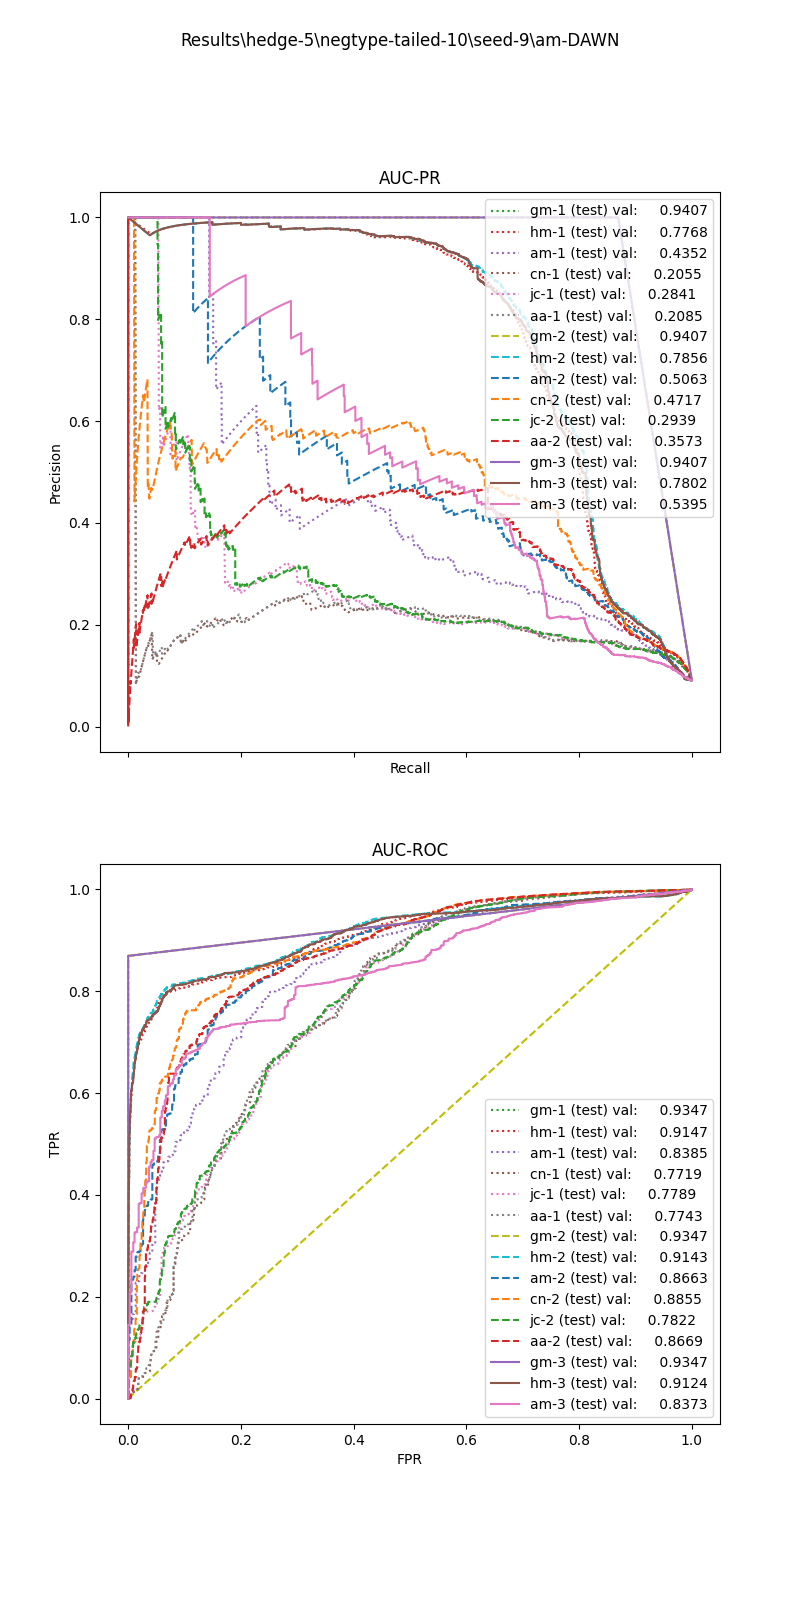 Results\hedge-5\negtype-tailed-10\seed-9\am-DAWN
AUC-PR
Precision
1.0
0.8
0.6
0.4
0.2
0.0
gm-1 (test) val: 0.9407
hm-1 (test) val: 0.7768
am-1 (test) val: 0.4352
cn-1 (test) val: 0.2055
jc-1 (test) val: 0.2841
aa-1 (test) val: 0.2085
gm-2 (test) val: 0.9407
hm-2 (test) val: 0.7856
am-2 (test) val: 0.5063
cn-2 (test) val: 0.4717
jc-2 (test) val: 0.2939
aa-2 (test) val: 0.3573
gm-3 (test) val: 0.9407
hm-3 (test) val: 0.7802
am-3 (test) val: 0.5395
Recall
AUC-ROC
TPR
1.0
0.8
0.6
0.4
0.2
0.0
gm-1 (test) val: 0.9347
hm-1 (test) val: 0.9147
am-1 (test) val: 0.8385
cn-1 (test) val: 0.7719
jc-1 (test) val: 0.7789
aa-1 (test) val: 0.7743
gm-2 (test) val: 0.9347
hm-2 (test) val: 0.9143
am-2 (test) val: 0.8663
cn-2 (test) val: 0.8855
jc-2 (test) val: 0.7822
aa-2 (test) val: 0.8669
gm-3 (test) val: 0.9347
hm-3 (test) val: 0.9124
am-3 (test) val: 0.8373
0.0 0.2 0.4 0.6 0.8 1.0
FPR